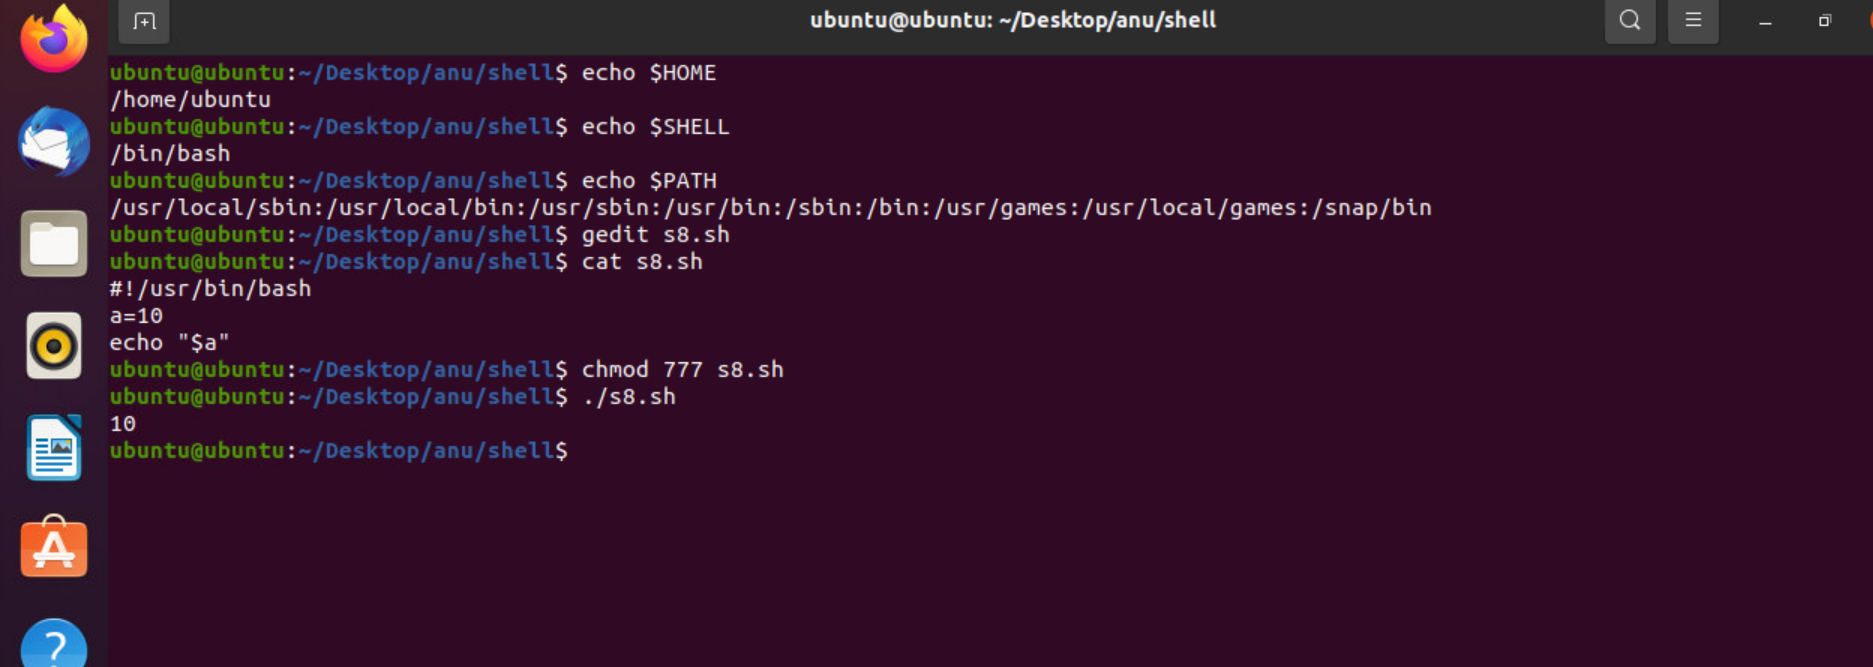 ubuntu@ubuntu: ~/Desktop/anu/shell
ubuntu@ubuntu:~/Desktop/anu/shell$ echo $HOME
/home/ubuntu
ubuntu@ubuntu:~/Desktop/anu/shell$ echo $SHELL
/bin/bash
ubuntu@ubuntu:~/Desktop/anu/shell$ echo $PATH
/usr/local/sbin:/usr/local/bin:/usr/sbin:/usr/bin:/sbin:/bin:/usr/games:/usr/local/games:/snap/bin
ubuntu@ubuntu:~/Desktop/anu/shell$ gedit s8.sh
ubuntu@ubuntu:~/Desktop/anu/shell$ cat s8.sh
#!/usr/bin/bash
a=10
echo "$a"
ubuntu@ubuntu:~/Desktop/anu/shell$ chmod 777 s8.sh
ubuntu@ubuntu:~/Desktop/anu/shell$ ./s8.sh
10
ubuntu@ubuntu:~/Desktop/anu/shell$